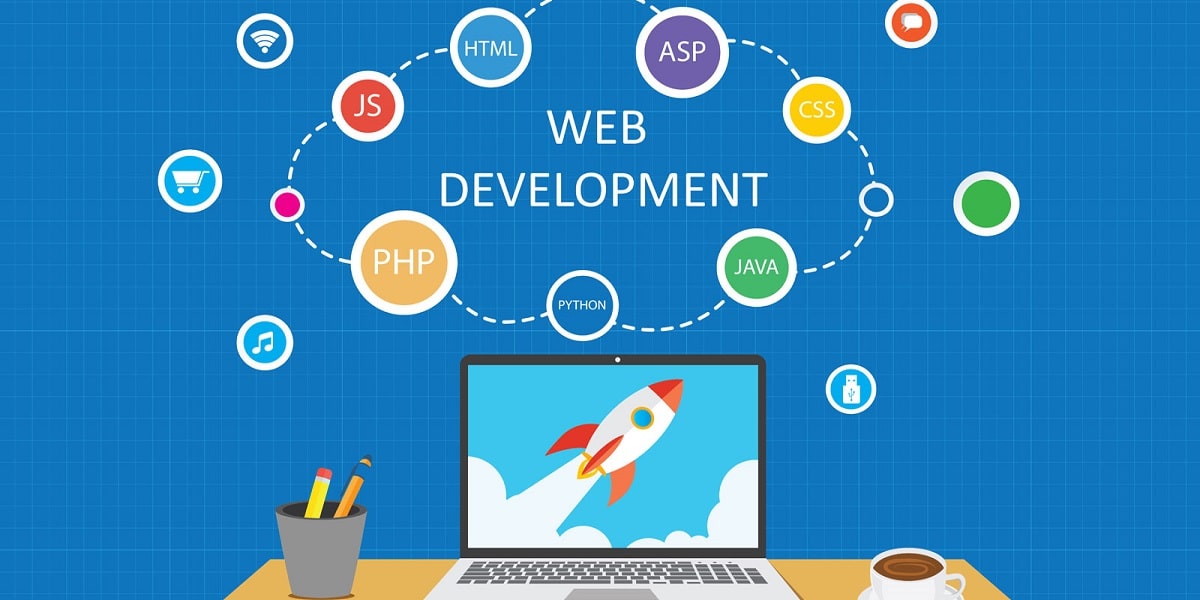 HTML
ASP
JS
CSS
WEB
DEVELOPMENT
PHP
JAVA
PYTHON